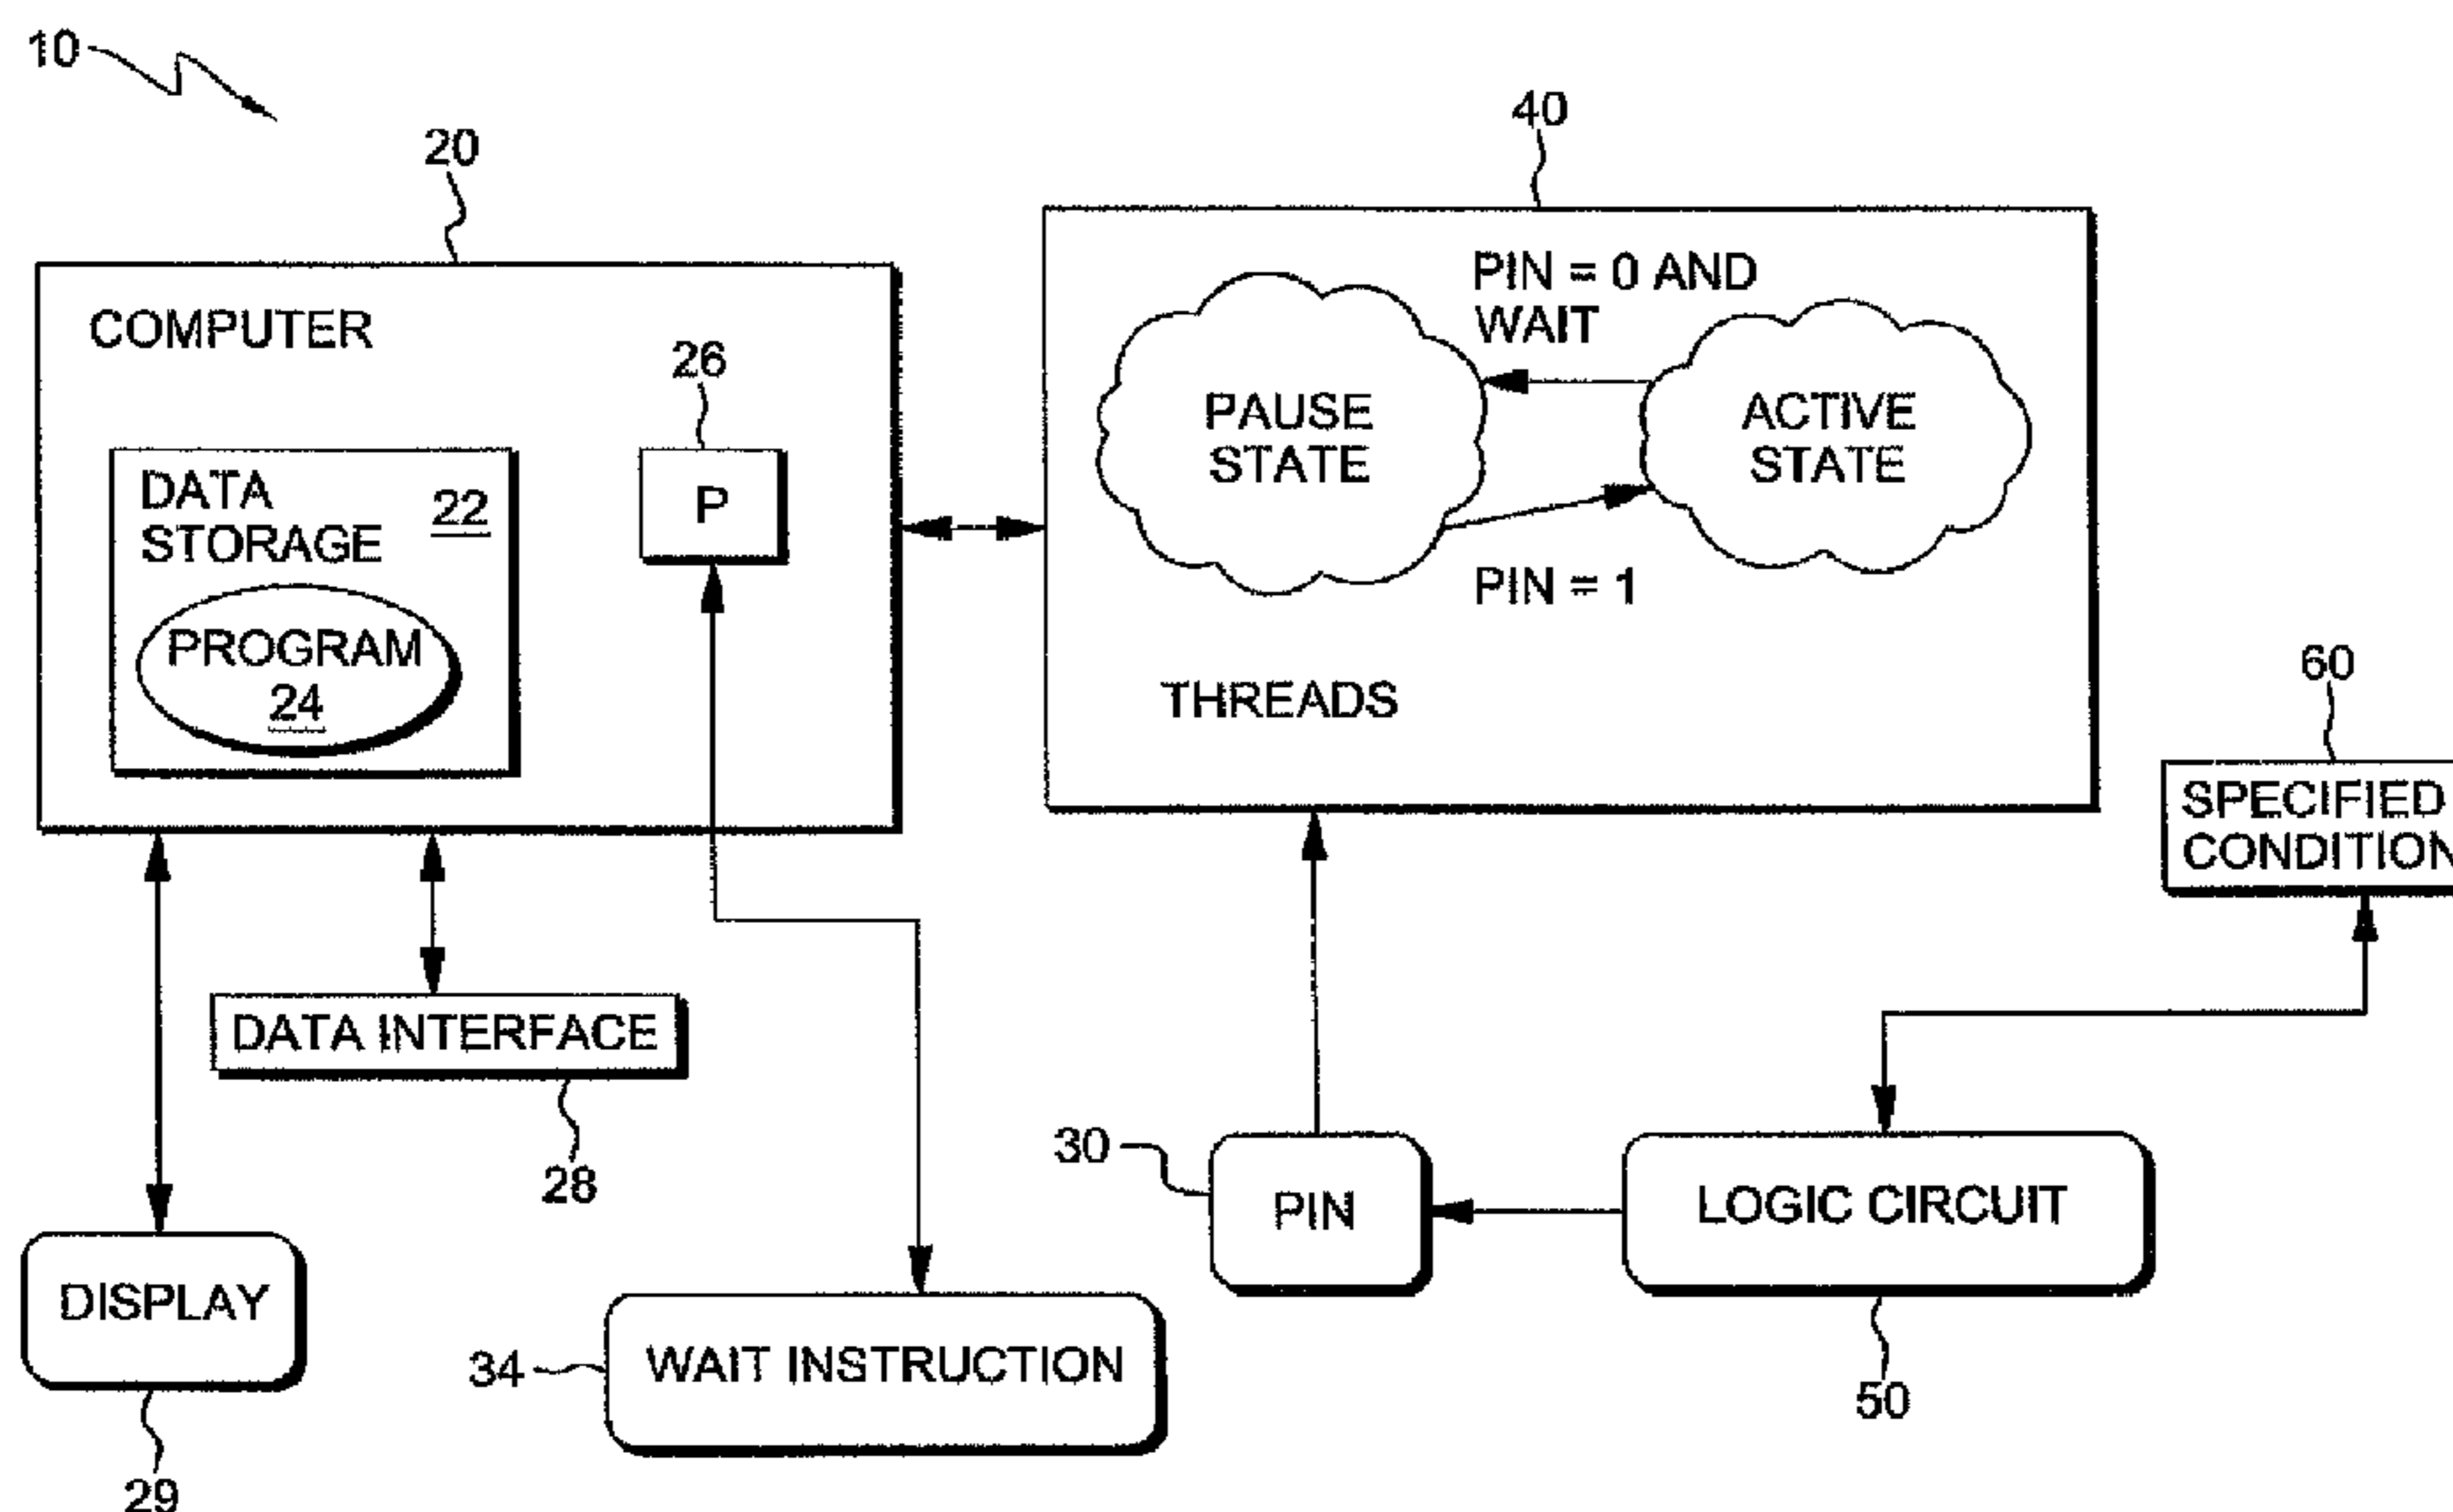 10
20
40
COMPUTER
26
DATA
STORAGE
22
P
PROGRAM
24
PIN = 0 AND
WAIT
PAUSE
STATE
ACTIVE
STATE
PIN = 1
THREADS
60
SPECIFIED
CONDITION
DATA INTERFACE
28
30
PIN
LOGIC CIRCUIT
50
DISPLAY
29
34
WAIT INSTRUCTION